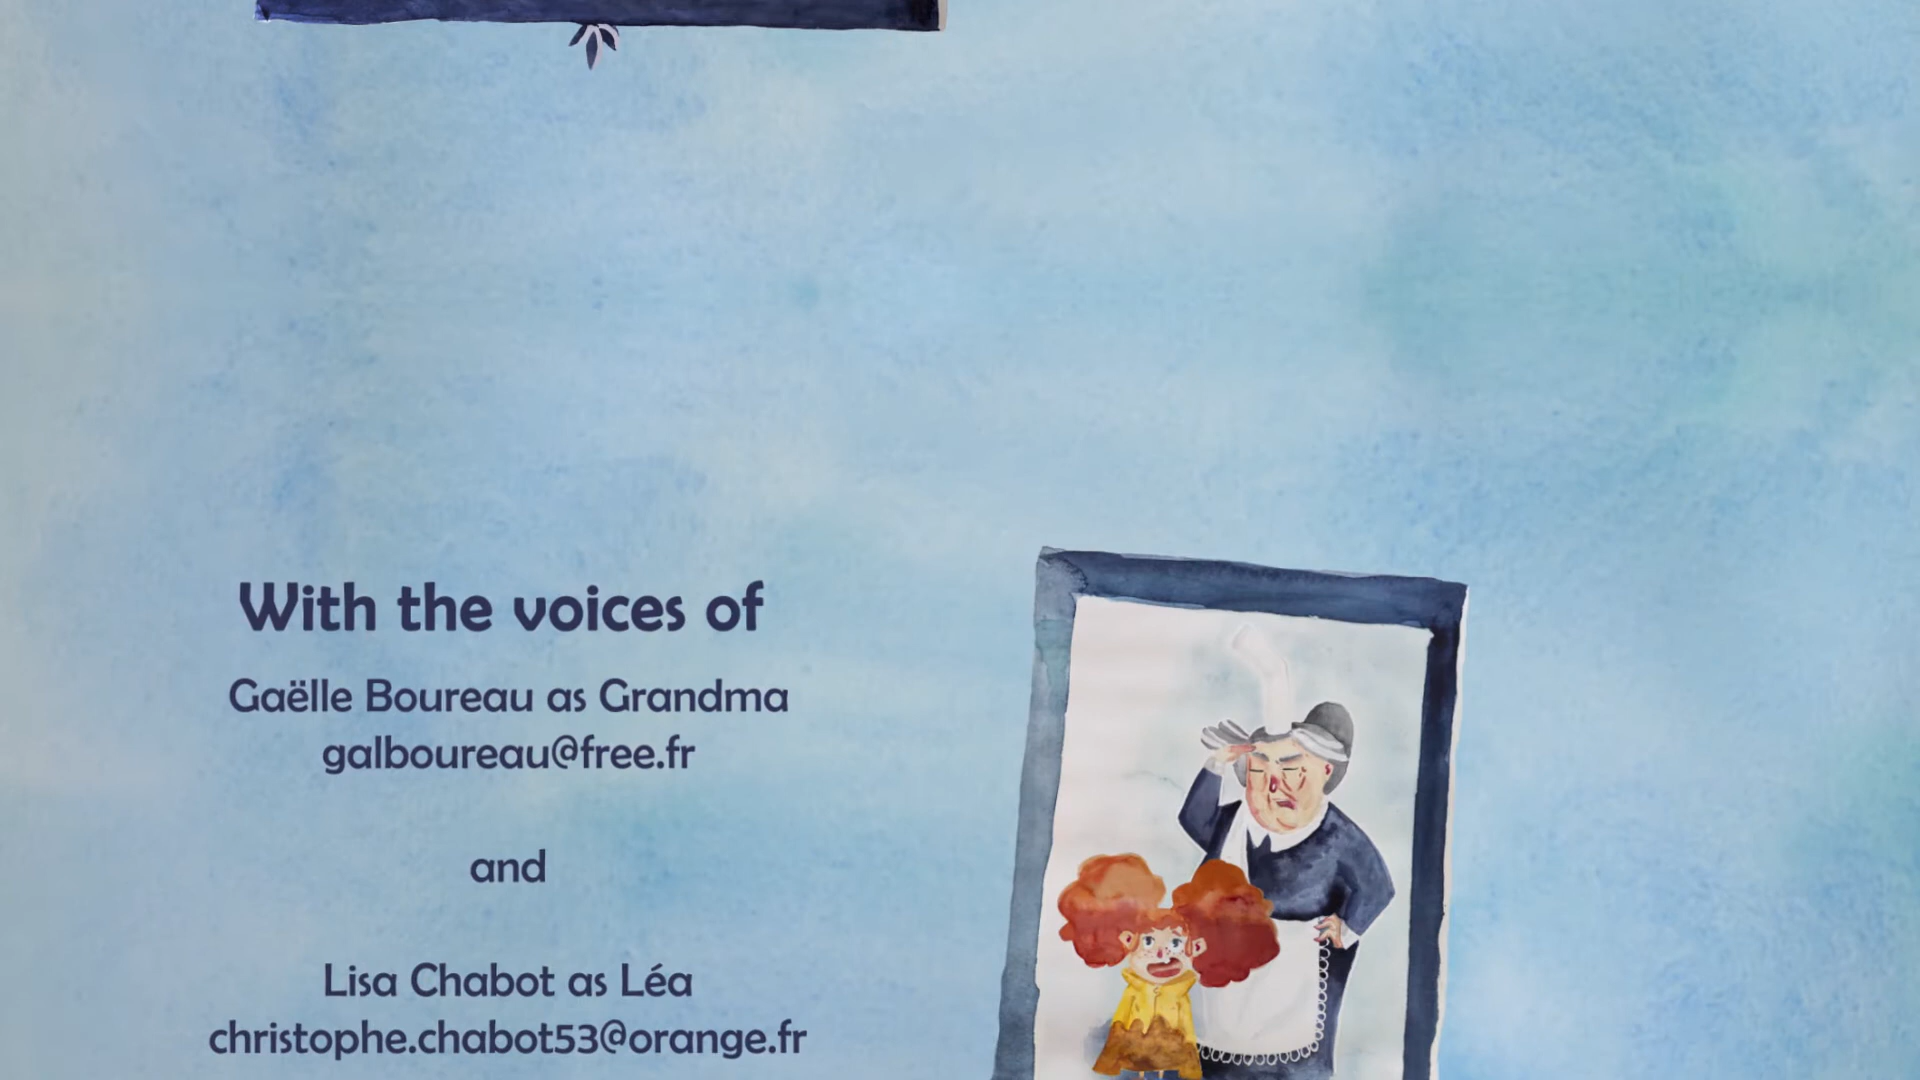 With the voices of
Gaëlle Boureau as Grandma
galboureau@free.fr
and
Lisa Chabot as Léa
christophe.chabot53@orange.fr